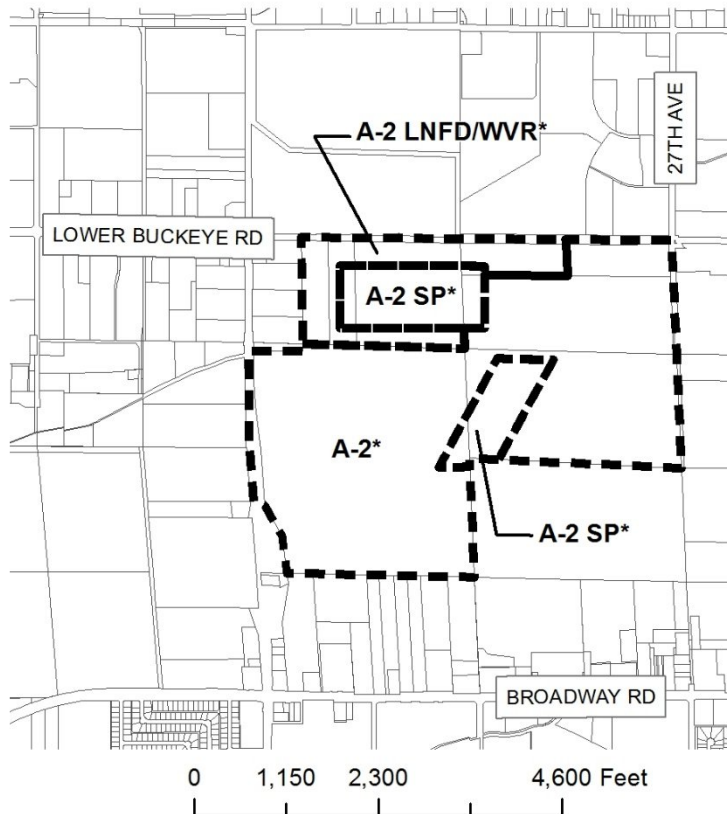 27TH AVE
A-2 LNFD/WVR*
LOWER BUCKEYE RD
A-2 SP*
A-2*
A-2 SP*
BROADWAY RD
0 1,150 2,300 4,600 Feet